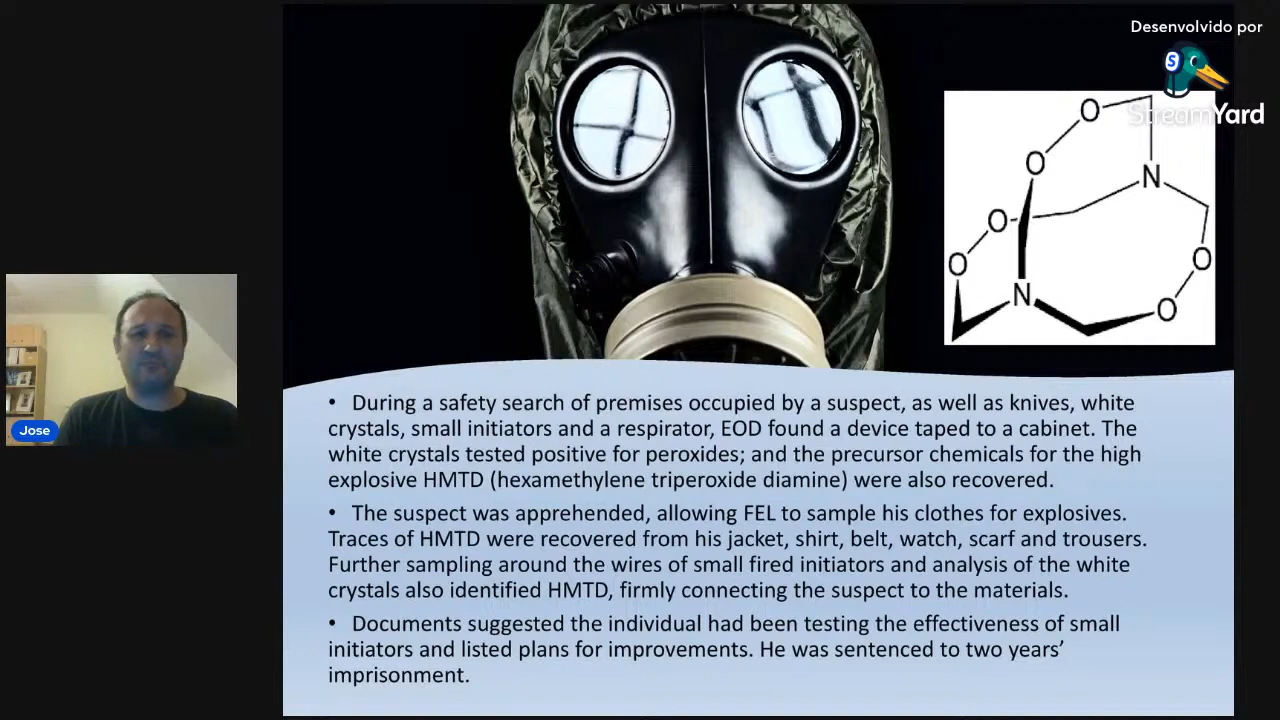 Desenvolvido por
S
StreamYard
O
O
N
O
O
O
N
O
Jose
• During a safety search of premises occupied by a suspect, as well as knives, white
crystals, small initiators and a respirator, EOD found a device taped to a cabinet. The
white crystals tested positive for peroxides; and the precursor chemicals for the high
explosive HMTD (hexamethylene triperoxide diamine) were also recovered.
• The suspect was apprehended, allowing FEL to sample his clothes for explosives.
Traces of HMTD were recovered from his jacket, shirt, belt, watch, scarf and trousers.
Further sampling around the wires of small fired initiators and analysis of the white
crystals also identified HMTD, firmly connecting the suspect to the materials.
• Documents suggested the individual had been testing the effectiveness of small
initiators and listed plans for improvements. He was sentenced to two years’
imprisonment.